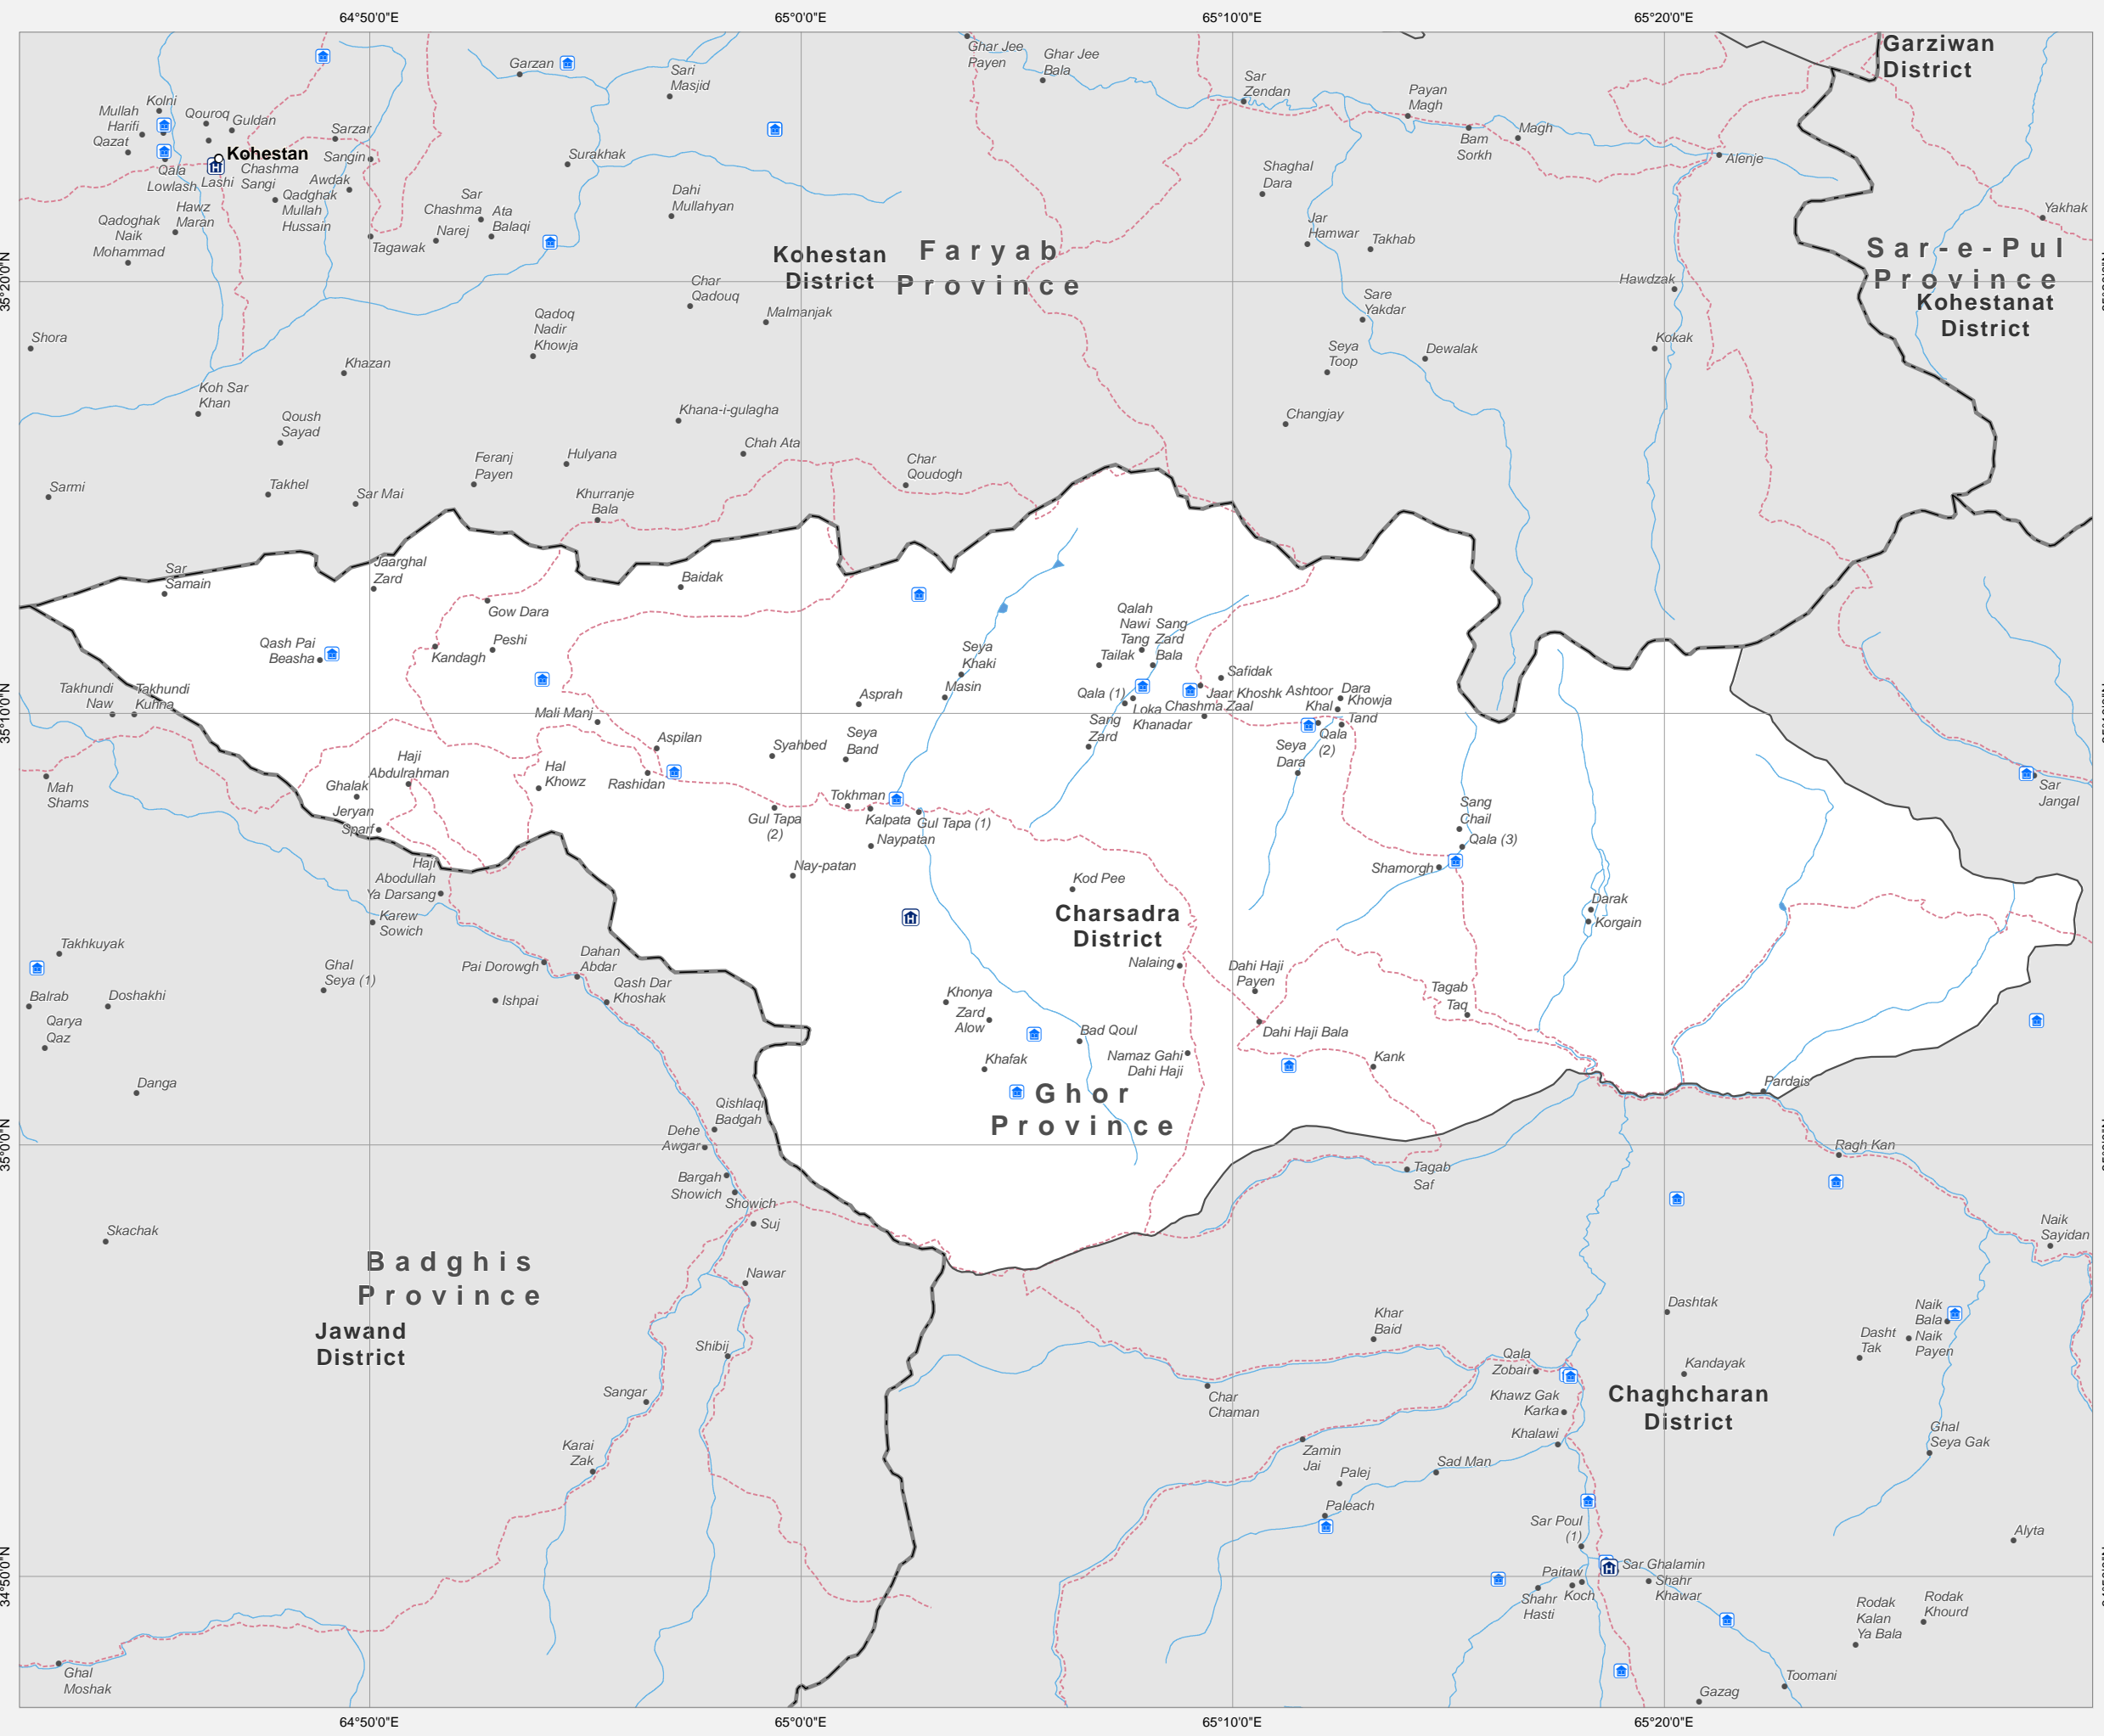 64°50'0"E
65°0'0"E
65°10'0"E
65°20'0"E
Garziwan
District
Ghar Jee
Payen
Ghar Jee
Bala
Garzan
Sari
Masjid
Sar
Zendan
Payan
Magh
Kolni
Mullah
Harifi
Qouroq
Guldan
Qazat
Sarzar
Bam
Sorkh
Magh
Kohestan
Sangin
Surakhak
Alenje
Qala
Lowlash
Lashi
Chashma
Sangi
Awdak
Shaghal
Dara
Qadghak
Mullah
Hussain
Hawz
Maran
Sar
Chashma
Ata
Balaqi
Narej
Dahi
Mullahyan
Qadoghak
Naik
Mohammad
Tagawak
Jar
Hamwar
Takhab
Yakhak
Kohestan
District
Faryab
Province
Sar-e-Pul
Province
Kohestanat
District
35°20'0"N
Char
Qadouq
Malmanjak
Hawdzak
Sare
Yakdar
Qadoq
Nadir
Khowja
Shora
Seya
Toop
Dewalak
Kokak
Khazan
Koh Sar
Khan
Khana-i-gulagha
Changjay
Qoush
Sayad
Chah Ata
Feranj
Payen
Hulyana
Char
Qoudogh
Sarmi
Takhel
Sar Mai
Khurranje
Bala
Sar
Samain
Jaarghal
Zard
Baidak
Gow Dara
Qalah
Nawi
Tang
Sang
Zard
Bala
Qash Pai
Beasha
Peshi
Kandagh
Seya
Khaki
Tailak
Safidak
Takhundi
Naw
Takhundi
Kuhna
Masin
Asprah
Qala (1)
Jaar Khoshk
Ashtoor
Khal
Dara
Khowja
Loka
Khanadar
Chashma Zaal
35°10'0"N
Mali Manj
Tand
Sang
Zard
Qala
(2)
Aspilan
Syahbed
Seya
Band
Seya
Dara
Haji
Abdulrahman
Hal
Khowz
Rashidan
Mah
Shams
Ghalak
Sar
Jangal
Jeryan
Sparf
Tokhman
Gul Tapa
(2)
Kalpata
Gul Tapa (1)
Sang
Chail
Naypatan
Qala (3)
Haji
Abodullah
Ya Darsang
Nay-patan
Shamorgh
Kod Pee
Karew
Sowich
Charsadra
District
Darak
Korgain
Takhkuyak
Pai Dorowgh
Dahan
Abdar
Nalaing
Dahi Haji
Payen
Ghal
Seya (1)
Qash Dar
Khoshak
Balrab
Doshakhi
Ishpai
Khonya
Tagab
Taq
Qarya
Qaz
Zard
Alow
Bad Qoul
Dahi Haji Bala
Khafak
Namaz Gahi
Dahi Haji
Kank
Danga
Ghor
Province
Pardais
Qishlaqi
Badgah
35°0'0"N
Dehe
Awgar
Ragh Kan
Bargah
Showich
Showich
Tagab
Saf
Suj
Skachak
Naik
Sayidan
Badghis
Province
Nawar
Jawand
District
Dashtak
Khar
Baid
Naik
Bala
Naik
Payen
Shibij
Dasht
Tak
Qala
Zobair
Kandayak
Sangar
Char
Chaman
Khawz Gak
Karka
Chaghcharan
District
Khalawi
Ghal
Seya Gak
Karai
Zak
Zamin
Jai
Palej
Sad Man
Paleach
Sar Poul
(1)
Alyta
34°50'0"N
Paitaw
Sar Ghalamin
Shahr
Hasti
Koch
Shahr
Khawar
Rodak
Kalan
Ya Bala
Rodak
Khourd
Ghal
Moshak
Toomani
Gazag
64°50'0"E
65°0'0"E
65°10'0"E
65°20'0"E